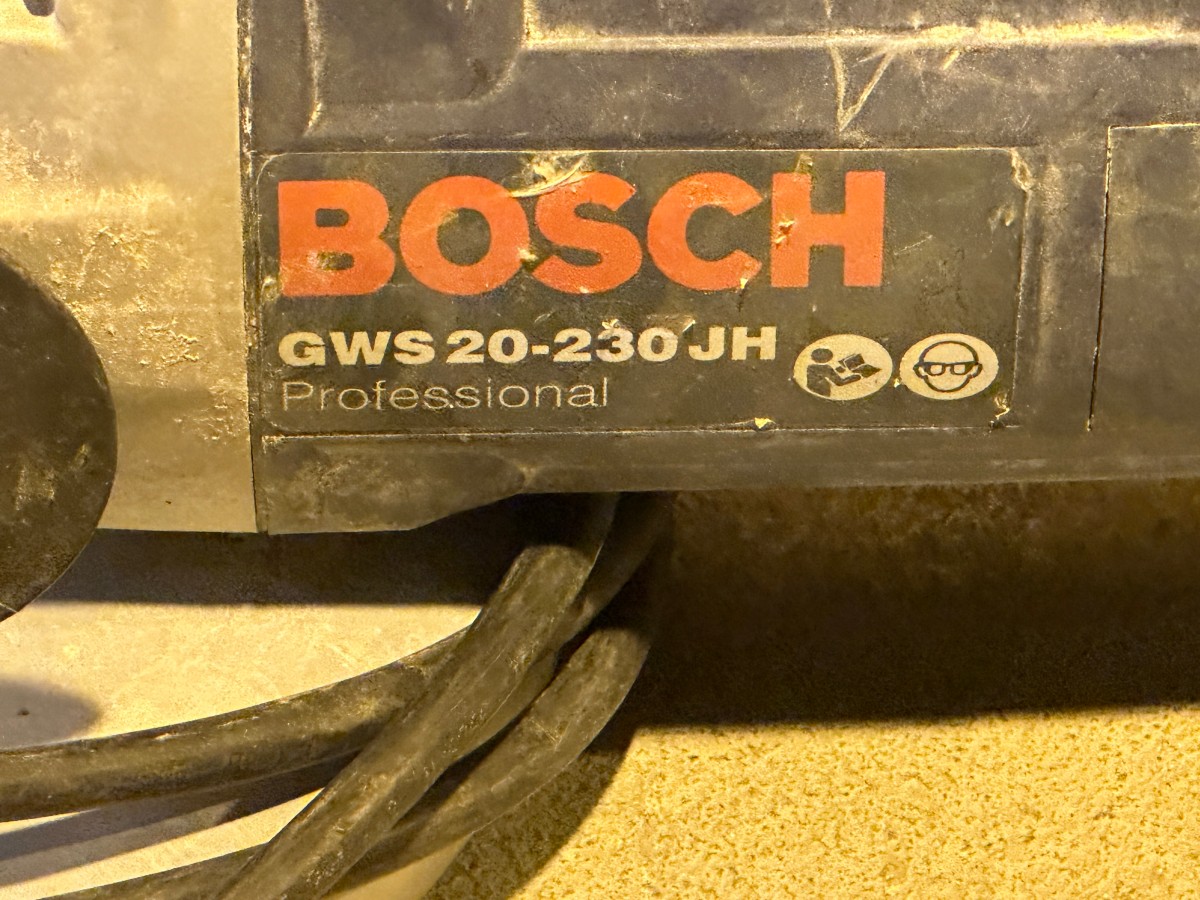 BOSCH
GWS 20-230 JH
Professional